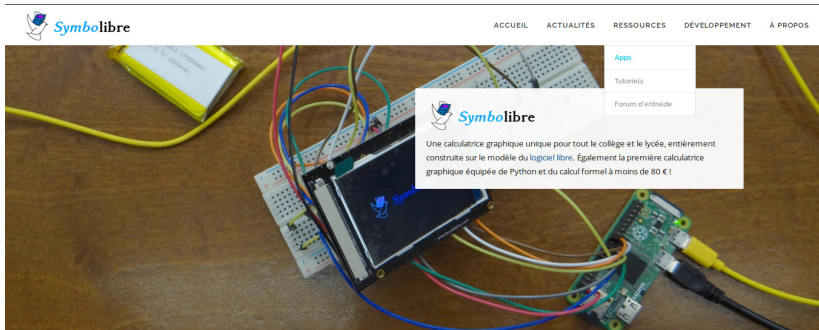 Symbolibre
ACCUEIL ACTUALITÉS RESSOURCES DÉVELOPPEMENT À PROPOS
Apps
Tutoriels
Forum d'entraide
Symbolibre
Une calculatrice graphique unique pour tout le collège et le lycée, entièrement
construite sur le modèle du logiciel libre. Également la première calculatrice
graphique équipée de Python et du calcul formel à moins de 80 € !